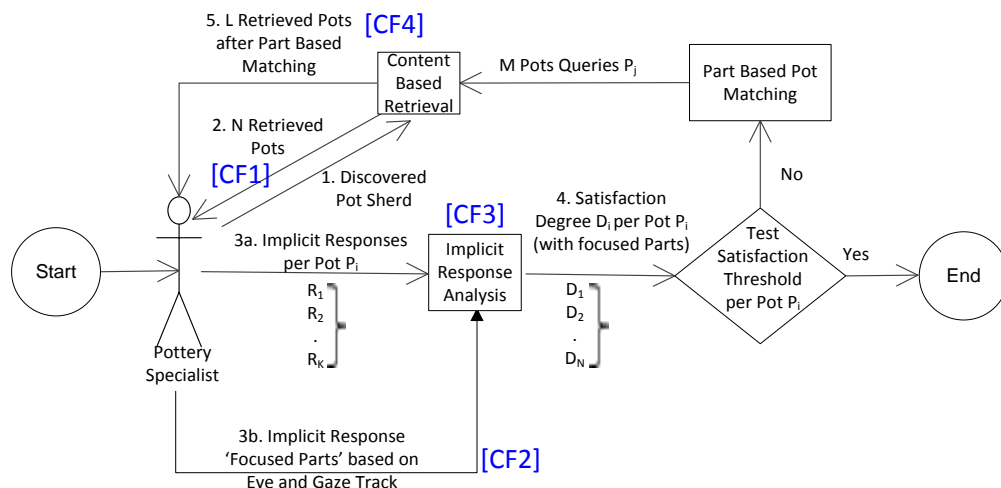 5. L Retrieved Pots
after Part Based
Matching
[CF4]
Content
Based
Retrieval
M Pots Queries Pj
Part Based Pot
Matching
2. N Retrieved
Pots
[CF1]
1. Discovered
Pot Sherd
No
Start
3a. Implicit Responses
per Pot Pi
R1
R2
.
RK
[CF3]
Implicit
Response
Analysis
4. Satisfaction
Degree Di per Pot Pi
(with focused Parts)
D1
D2
.
DN
Test
Satisfaction
Threshold
per Pot Pi
Yes
End
Pottery
Specialist
3b. Implicit Response
‘Focused Parts’ based on
Eye and Gaze Track
[CF2]